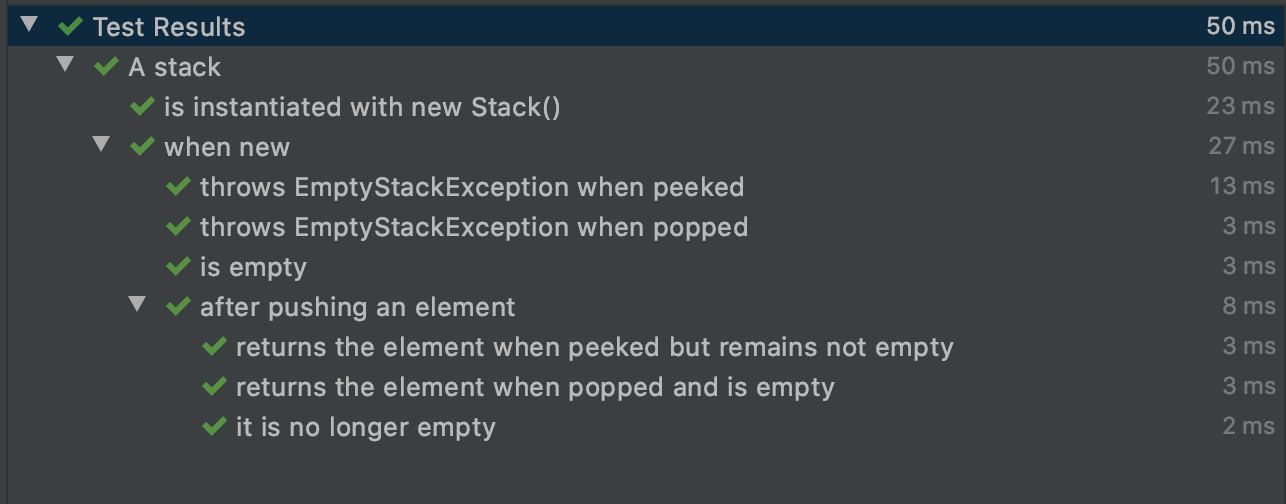 Test Results 50 ms
A stack 50 ms
is instantiated with new Stack() 23 ms
when new 27 ms
throws EmptyStackException when peeked 13 ms
throws EmptyStackException when popped 3 ms
is empty 3 ms
after pushing an element 8 ms
returns the element when peeked but remains not empty 3 ms
returns the element when popped and is empty 3 ms
it is no longer empty 2 ms